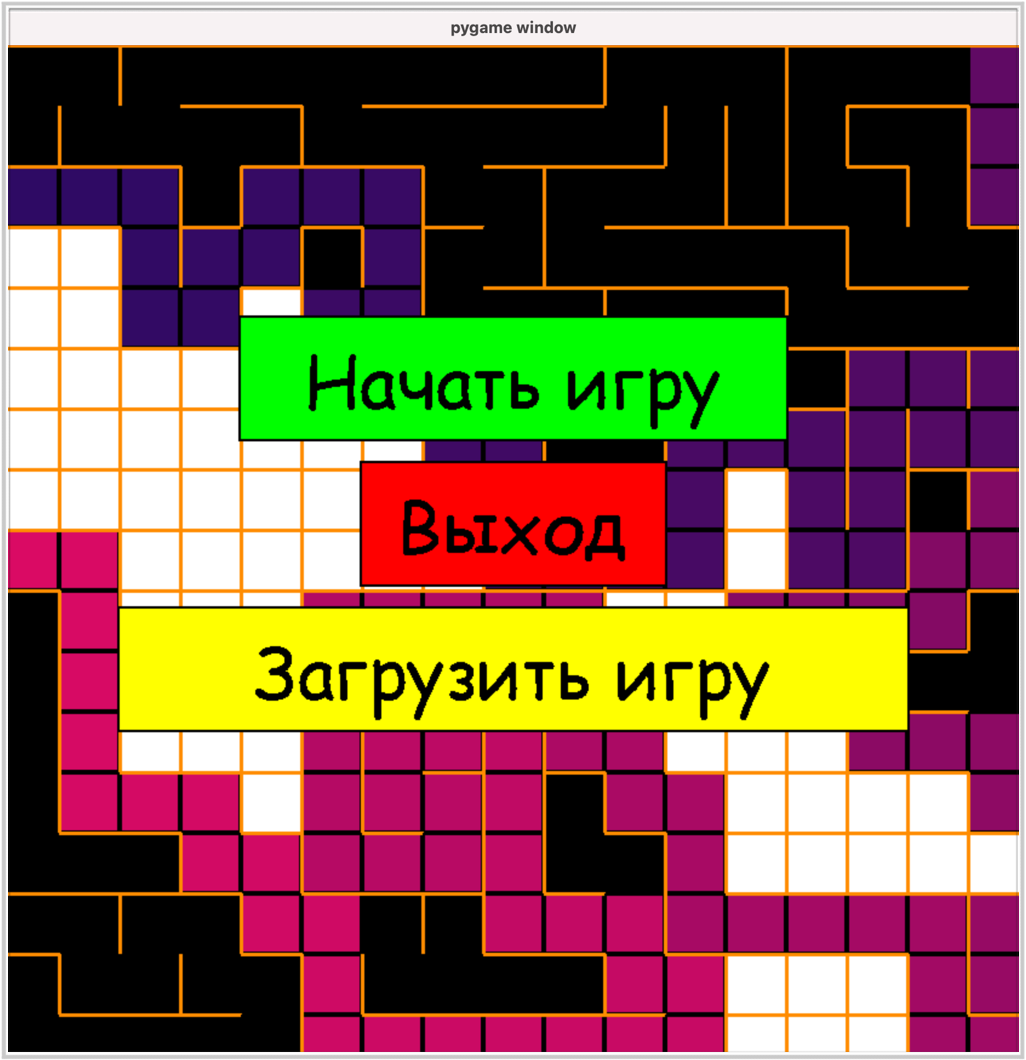 pygame window
Начать игру
Выход
Загрузить игру